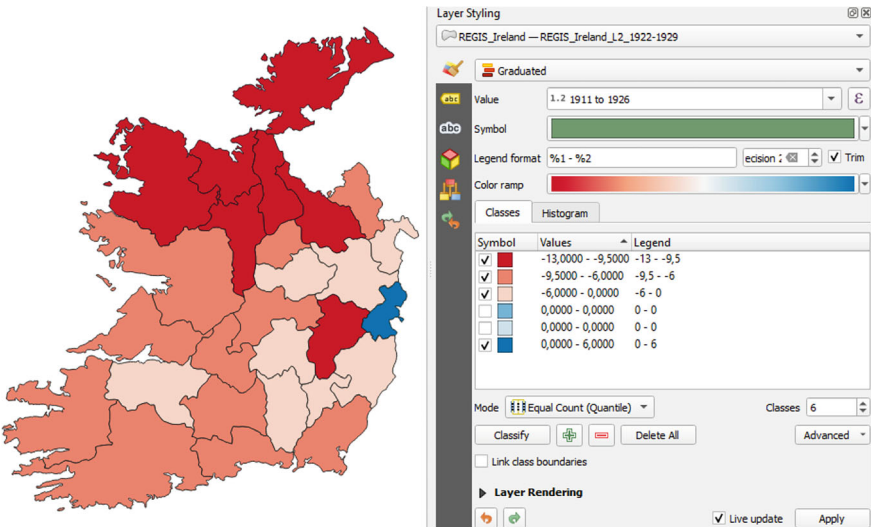 Layer Styling
REGIS_Ireland — REGIS_Ireland_L2_1922-1929
Graduated
abc
Value 1.2 1911 to 1926 ε
abc
Symbol
Legend format %1 - %2 ecision 2 Trim
Color ramp
Classes Histogram
Symbol Values Legend
-13,0000 - -9,5000 -13 - -9,5
-9,5000 - -6,0000 -9,5 - -6
-6,0000 - 0,0000 -6 - 0
0,0000 - 0,0000 0 - 0
0,0000 - 0,0000 0 - 0
0,0000 - 6,0000 0 - 6
Mode Equal Count (Quantile) Classes 6
Classify Delete All Advanced
Link class boundaries
Layer Rendering
Live update Apply